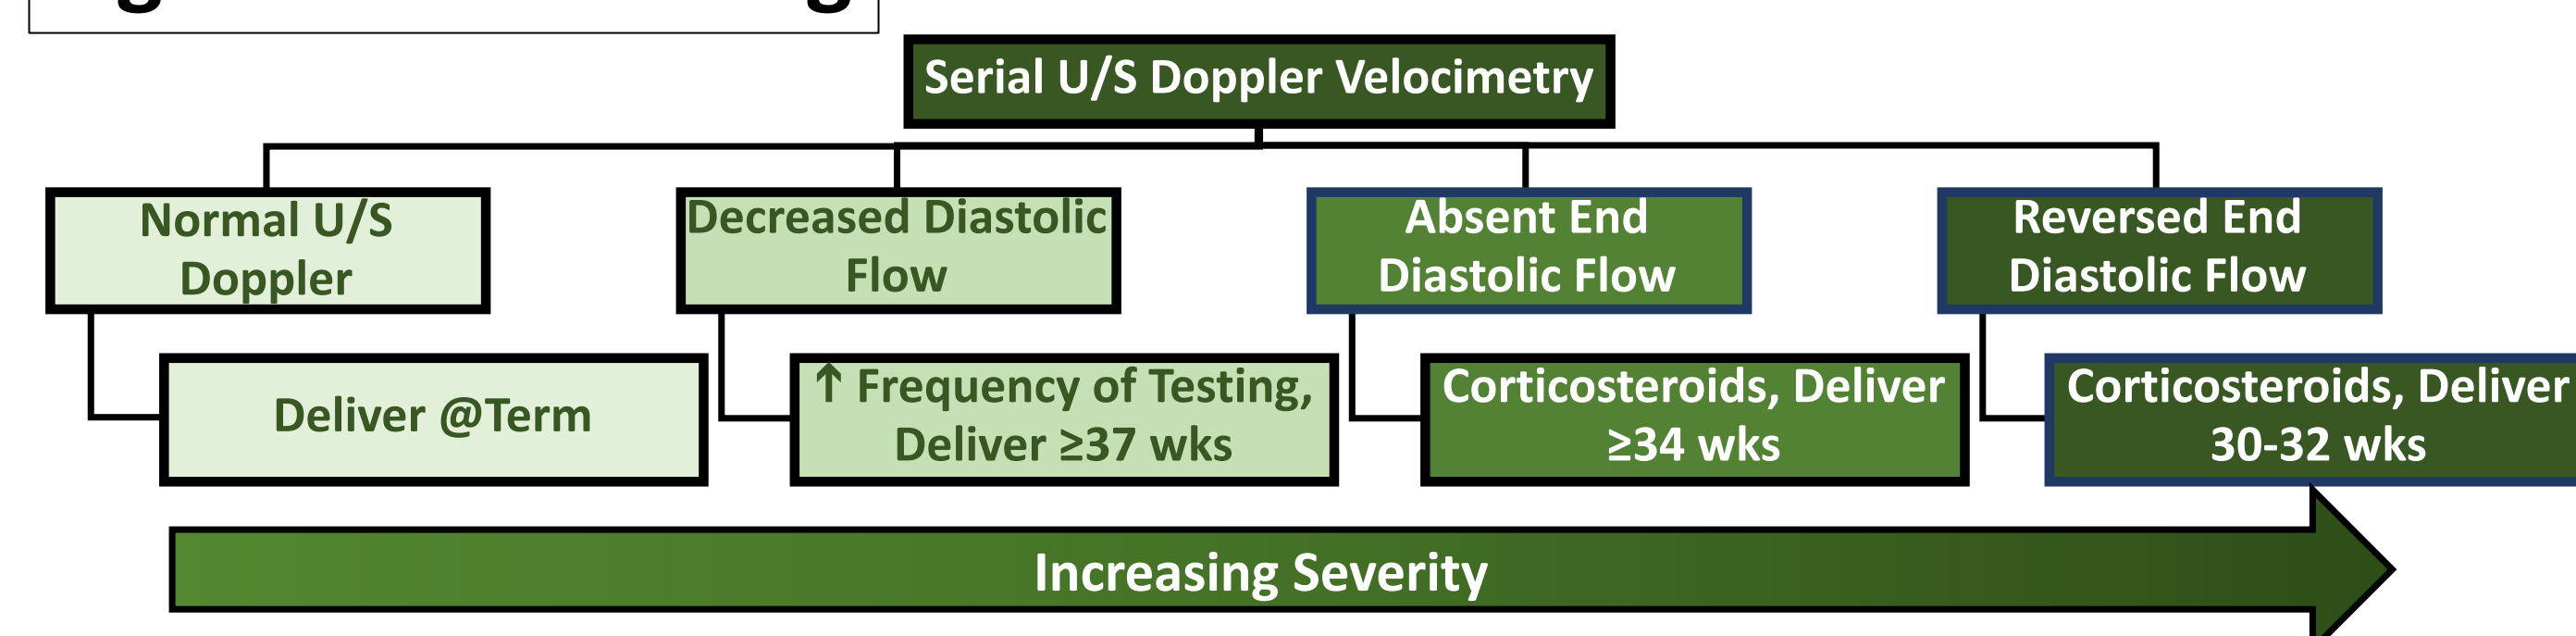 Serial U/S Doppler Velocimetry
Normal U/S
Doppler
Decreased Diastolic
Flow
Absent End
Diastolic Flow
Reversed End
Diastolic Flow
Deliver @Term
↑ Frequency of Testing,
Deliver ≥37 wks
Corticosteroids, Deliver
≥34 wks
Corticosteroids, Deliver
30-32 wks
Increasing Severity